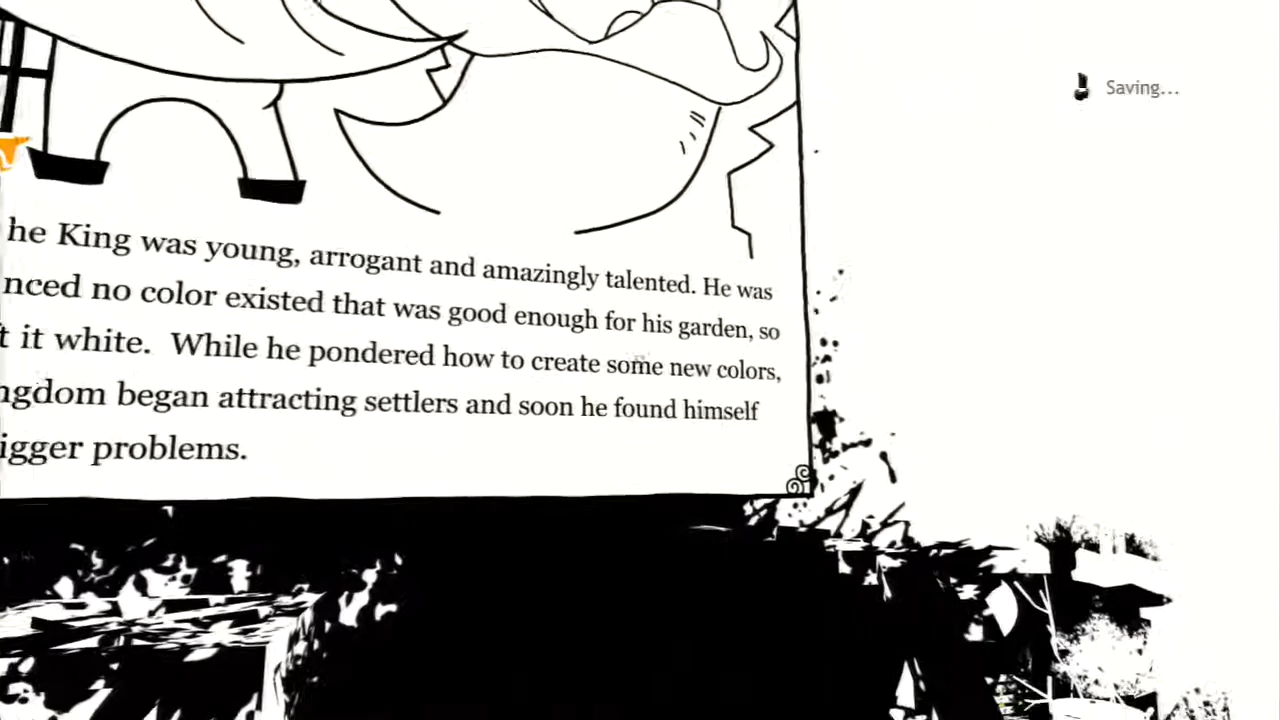 Saving...
he King was young, arrogant and amazingly talented. He was
nced no color existed that was good enough for his garden, so
t it white. While he pondered how to create some new colors,
ngdom began attracting settlers and soon he found himself
igger problems.